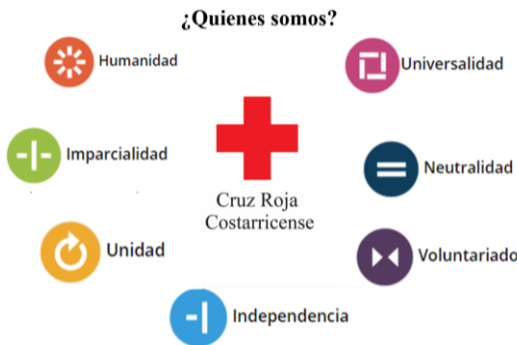 ¿Quienes somos?
Humanidad
Universalidad
Imparcialidad
Neutralidad
Cruz Roja
Costarricense
Unidad
Voluntariado
Independencia